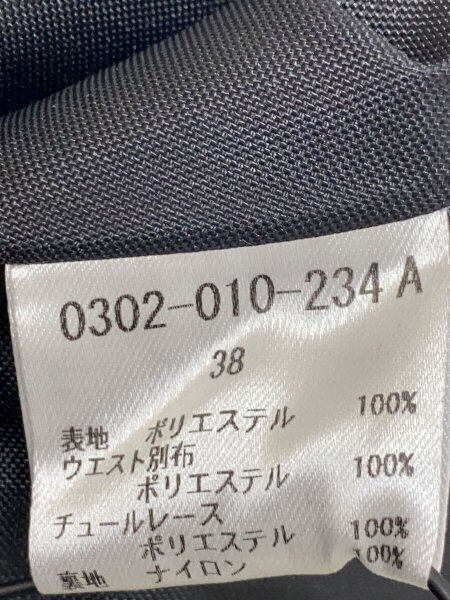 0302-010-234 A
38
表地 ポリエステル 100%
ウエスト別布
ポリエステル 100%
チュールレース
ポリエステル 100%
裏地 ナイロン 100%